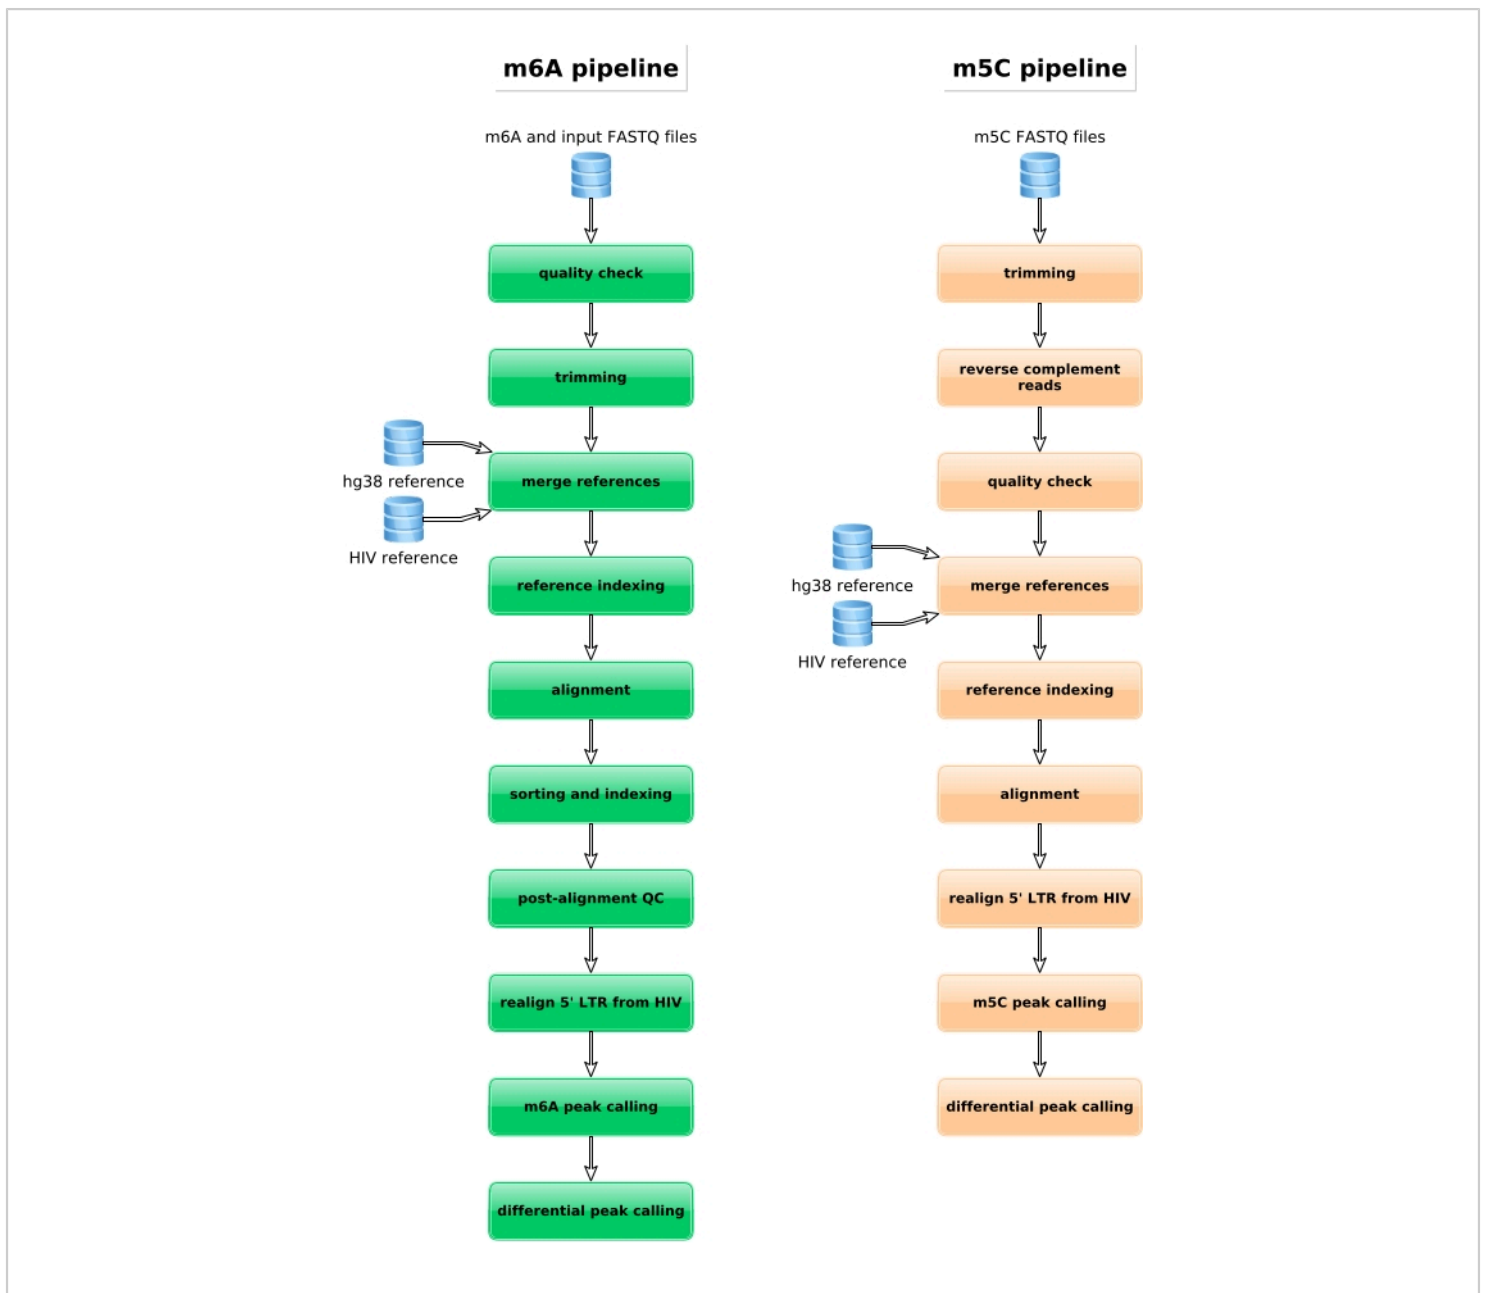 m6A pipeline
m6A and input FASTQ files
quality check
trimming
hg38 reference
HIV reference
merge references
reference indexing
alignment
sorting and indexing
post-alignment QC
realign 5' LTR from HIV
m6A peak calling
differential peak calling
m5C pipeline
m5C FASTQ files
trimming
reverse complement
reads
quality check
hg38 reference
HIV reference
merge references
reference indexing
alignment
realign 5' LTR from HIV
m5C peak calling
differential peak calling